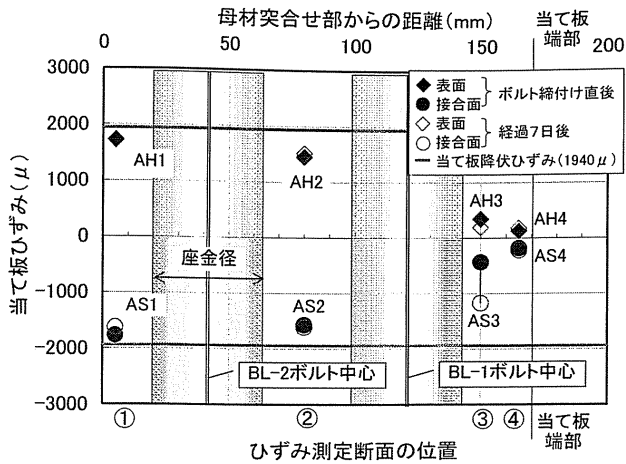 母材突合せ部からの距離(mm)
当て板
端部
0 50 100 150 200
3000
2000
1000
0
-1000
-2000
-3000
当て板ひずみ(μ)
◆ 表面
● 接合面
ボルト締付け直後
◇ 表面
○ 接合面
経過7日後
当て板降伏ひずみ(1940μ)
AH1
AH2
AH3
AH4
座金径
AS1
AS2
AS3
AS4
BL-2ボルト中心
BL-1ボルト中心
① ② ③ ④
当て板
端部
ひずみ測定断面の位置